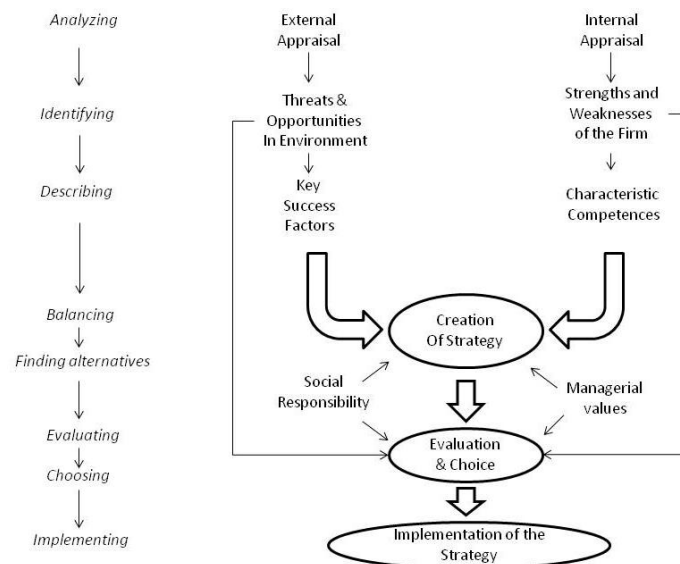 Analyzing
Identifying
Describing
Balancing
Finding alternatives
Evaluating
Choosing
Implementing
External
Appraisal
Threats &
Opportunities
In Environment
Key
Success
Factors
Internal
Appraisal
Strengths and
Weaknesses
of the Firm
Characteristic
Competences
Creation
Of Strategy
Social
Responsibility
Managerial
values
Evaluation
& Choice
Implementation of the
Strategy